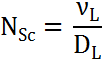 N_Sc = ν_L / D_L